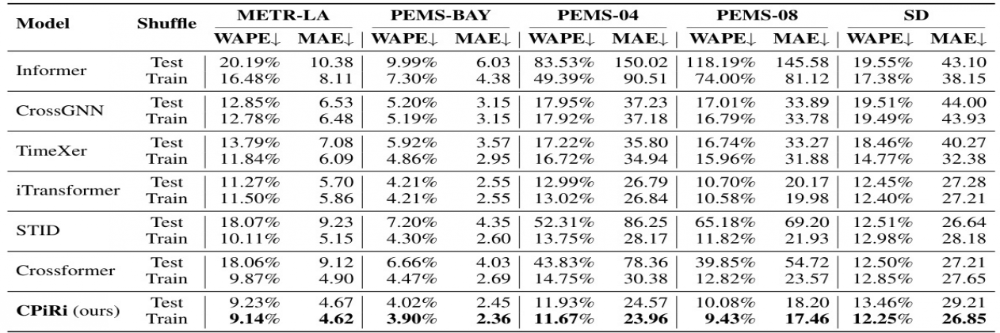 Model Shuffle METR-LA PEMS-BAY PEMS-04 PEMS-08 SD
WAPE↓ MAE↓ WAPE↓ MAE↓ WAPE↓ MAE↓ WAPE↓ MAE↓ WAPE↓ MAE↓
Informer Test 20.19% 10.38 9.99% 6.03 83.53% 150.02 118.19% 145.58 19.55% 43.10
Train 16.48% 8.11 7.30% 4.38 49.39% 90.51 74.00% 81.12 17.38% 38.15
CrossGNN Test 12.85% 6.53 5.20% 3.15 17.95% 37.23 17.01% 33.89 19.51% 44.00
Train 12.78% 6.48 5.19% 3.15 17.92% 37.18 16.79% 33.78 19.49% 43.93
TimeXer Test 13.79% 7.08 5.92% 3.57 17.22% 35.80 16.74% 33.27 18.46% 40.27
Train 11.84% 6.09 4.86% 2.95 16.72% 34.94 15.96% 31.88 14.77% 32.38
iTransformer Test 11.27% 5.70 4.21% 2.55 12.99% 26.79 10.70% 20.17 12.45% 27.28
Train 11.50% 5.86 4.21% 2.55 13.02% 26.84 10.58% 19.98 12.40% 27.21
STID Test 18.07% 9.23 7.20% 4.35 52.31% 86.25 65.18% 69.20 12.51% 26.64
Train 10.11% 5.15 4.30% 2.60 13.75% 28.17 11.82% 21.93 12.98% 28.18
Crossformer Test 18.06% 9.12 6.66% 4.03 43.83% 78.36 39.85% 54.72 12.50% 27.21
Train 9.87% 4.90 4.47% 2.69 14.75% 30.38 12.82% 23.57 12.85% 27.65
CPiRi (ours) Test 9.23% 4.67 4.02% 2.45 11.93% 24.57 10.08% 18.20 13.46% 29.21
Train 9.14% 4.62 3.90% 2.36 11.67% 23.96 9.43% 17.46 12.25% 26.85